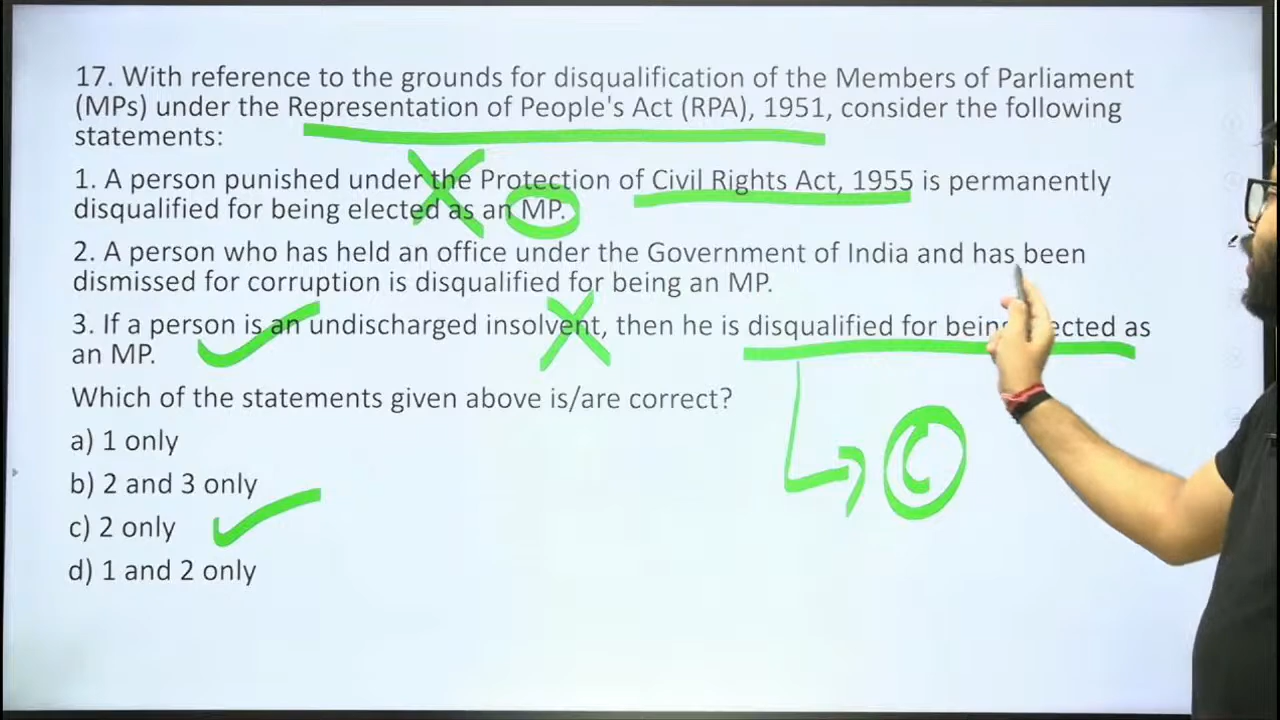 17. With reference to the grounds for disqualification of the Members of Parliament
(MPs) under the Representation of People's Act (RPA), 1951, consider the following
statements:
1. A person punished under the Protection of Civil Rights Act, 1955 is permanently
disqualified for being elected as an MP.
2. A person who has held an office under the Government of India and has been
dismissed for corruption is disqualified for being an MP.
3. If a person is an undischarged insolvent, then he is disqualified for being elected as
an MP.
Which of the statements given above is/are correct?
a) 1 only
b) 2 and 3 only
C
c) 2 only
d) 1 and 2 only